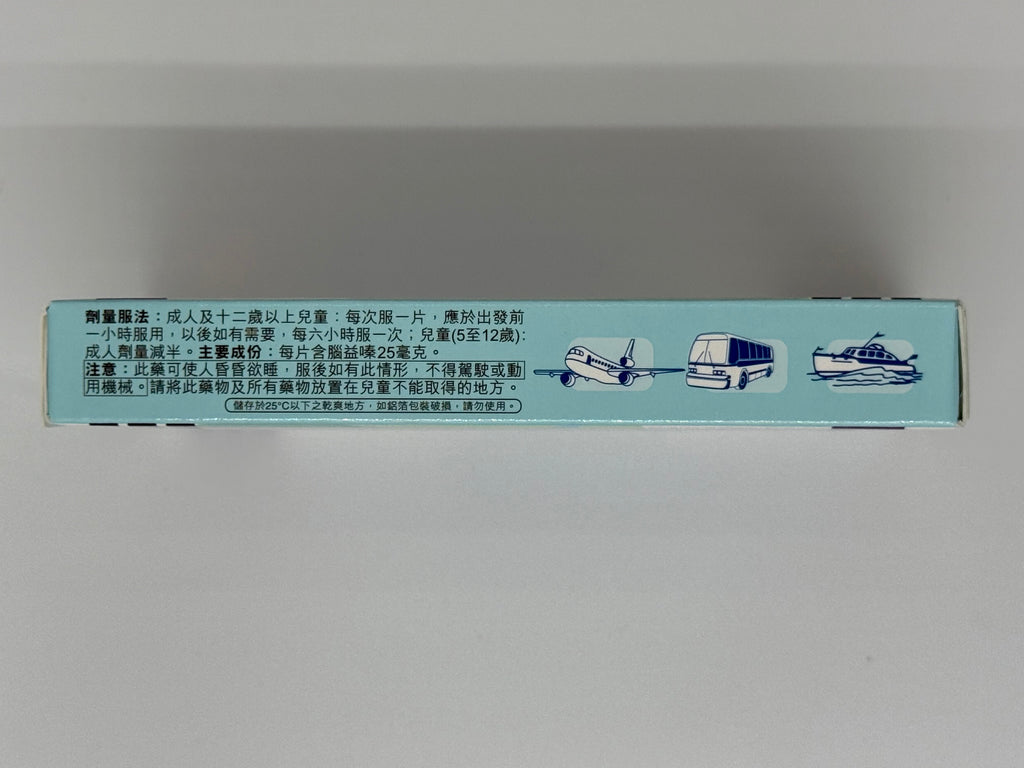 劑量服法：成人及十二歲以上兒童：每次服一片，應於出發前
一小時服用，以後如有需要，每六小時服一次；兒童(5至12歲)：
成人劑量減半。主要成份：每片含腦益嗪25毫克。
注意：此藥可使人昏昏欲睡，服後如有此情形，不得駕駛或動
用機械。請將此藥物及所有藥物放置在兒童不能取得的地方。
儲存於25°C以下之乾爽地方，如鋁箔包裝破損，請勿使用。